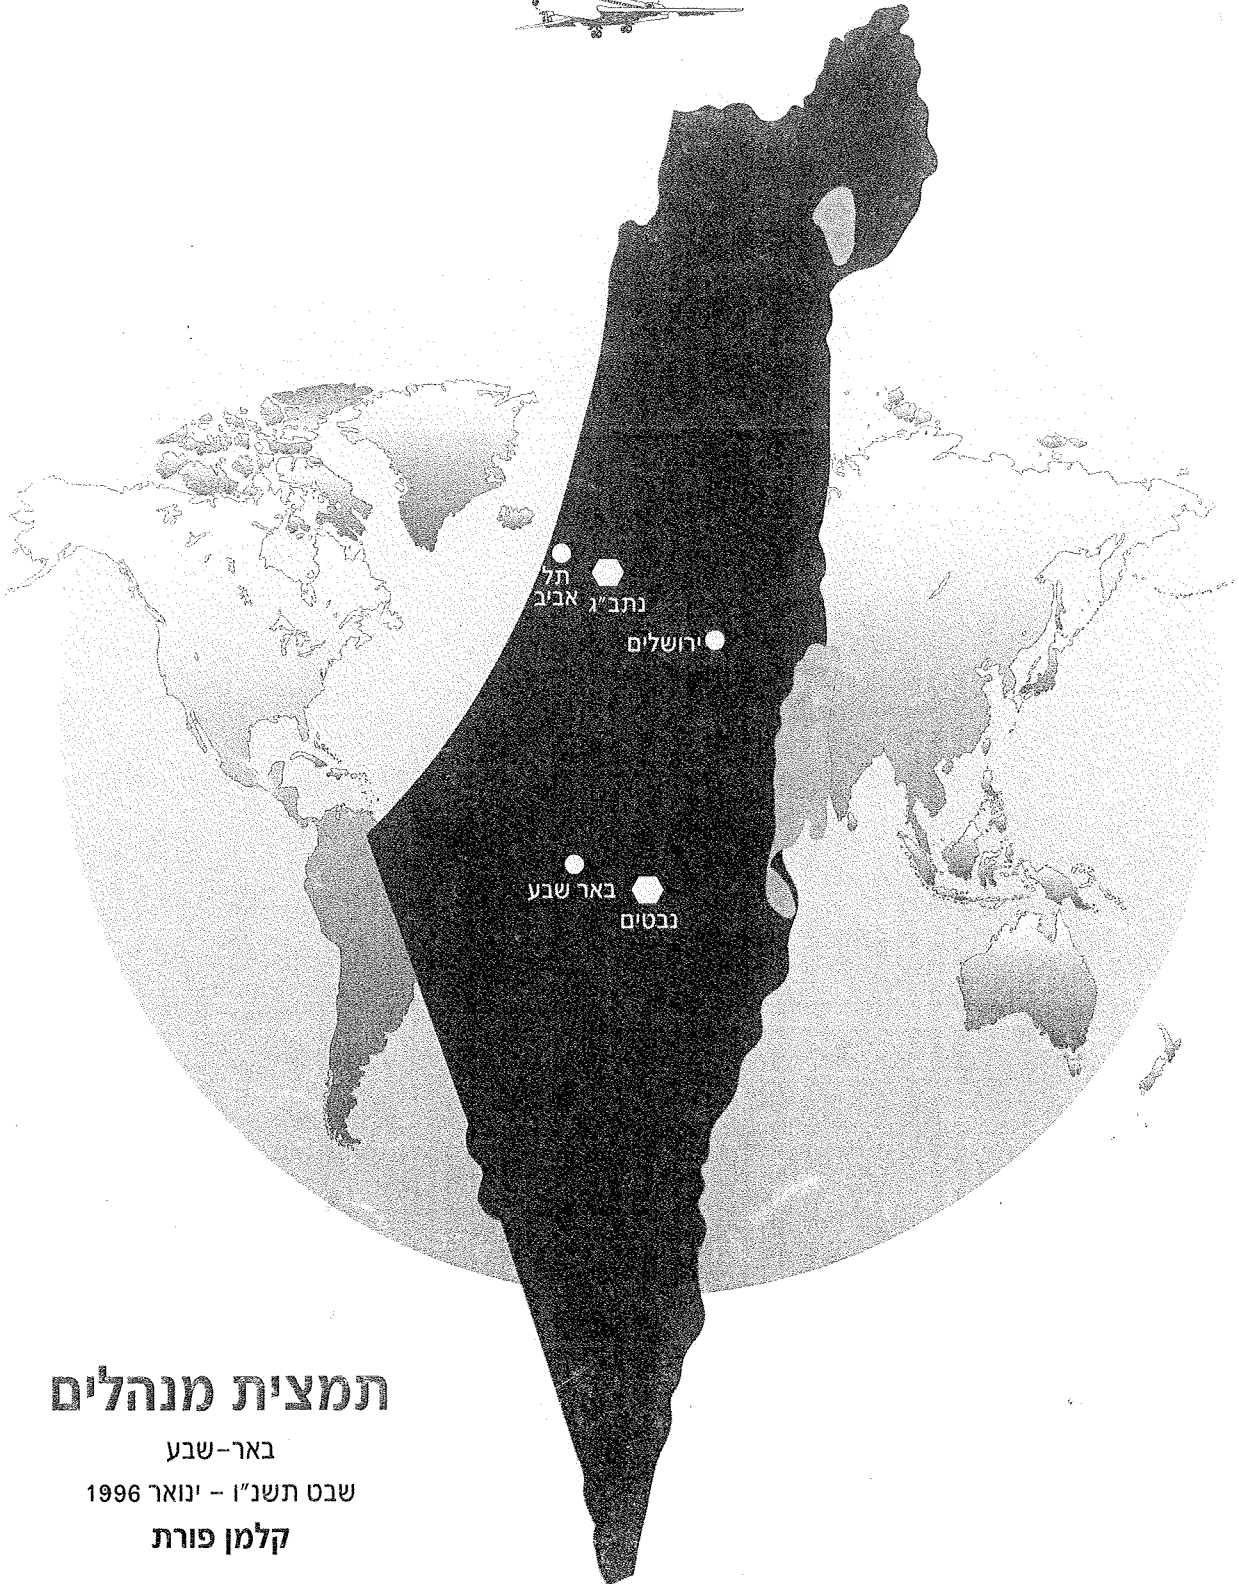 תל
אביב
נתב״ג
ירושלים
באר שבע
נבטים
תמצית מנהלים
באר-שבע
שבט תשנ״ו - ינואר 1996
קלמן פורת